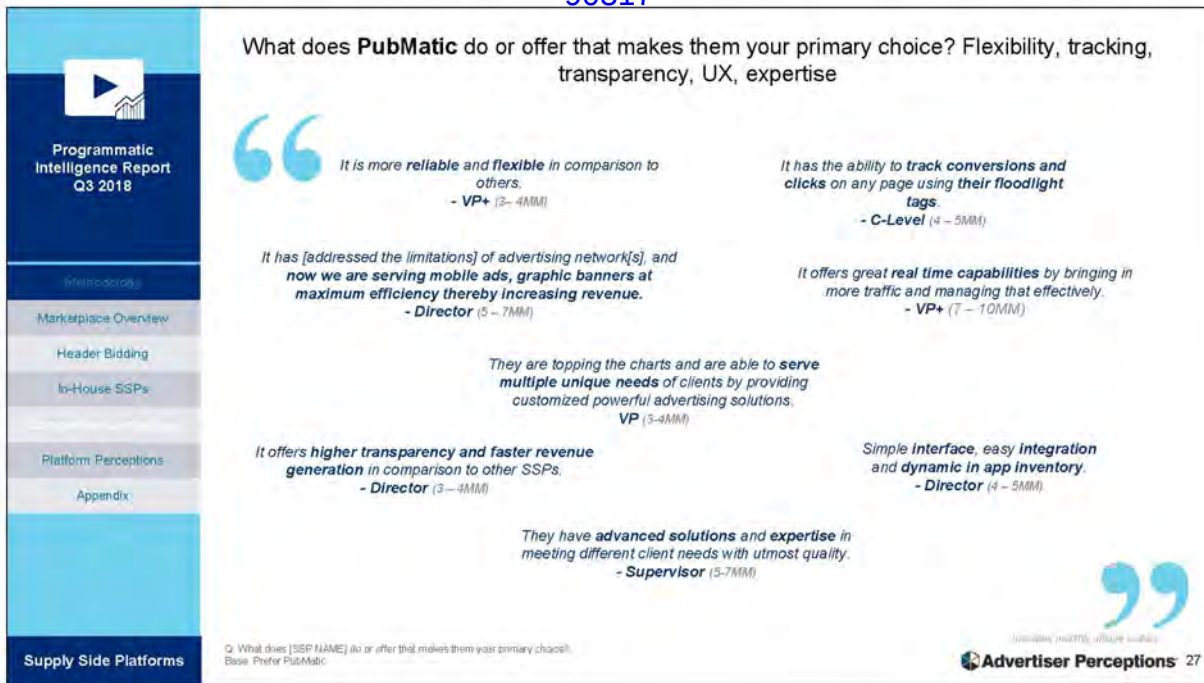 What does PubMatic do or offer that makes them your primary choice? Flexibility, tracking,
transparency, UX, expertise
Programmatic
Intelligence Report
Q3 2018
Methodology
Marketplace Overview
Header Bidding
In-House SSPs
Platform Perceptions
Appendix
Supply Side Platforms
“
It is more reliable and flexible in comparison to
others.
- VP+ (3– 4MM)
It has the ability to track conversions and
clicks on any page using their floodlight
tags.
- C-Level (4 – 5MM)
It has [addressed the limitations] of advertising network[s], and
now we are serving mobile ads, graphic banners at
maximum efficiency thereby increasing revenue.
- Director (5 – 7MM)
It offers great real time capabilities by bringing in
more traffic and managing that effectively.
- VP+ (7 – 10MM)
They are topping the charts and are able to serve
multiple unique needs of clients by providing
customized powerful advertising solutions.
VP (3-4MM)
It offers higher transparency and faster revenue
generation in comparison to other SSPs.
- Director (3 – 4MM)
Simple interface, easy integration
and dynamic in app inventory.
- Director (4 – 5MM)
They have advanced solutions and expertise in
meeting different client needs with utmost quality.
- Supervisor (5-7MM)
”
Q: What does [SSP NAME] do or offer that makes them your primary choice?
Base: Prefer PubMatic
Advertiser Perceptions 27